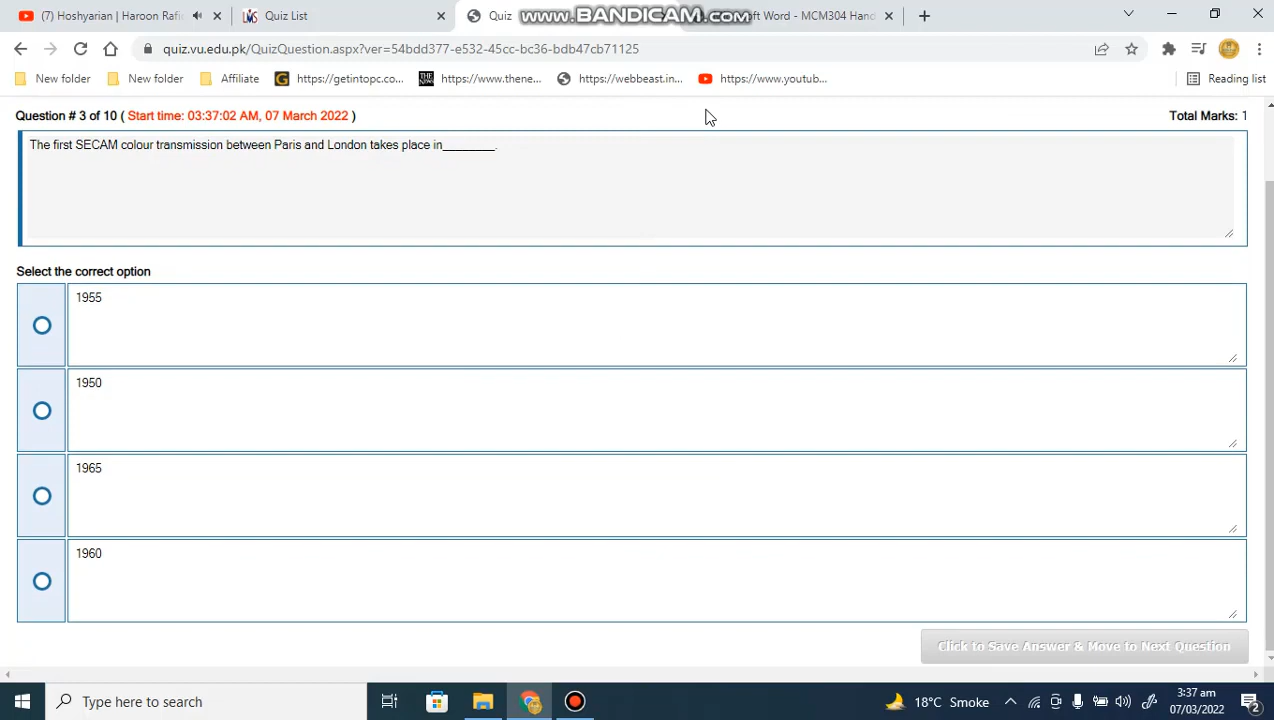 (7) Hoshyarian | Haroon Rafi
Quiz List
Quiz
www.BANDICAM.com
oft Word - MCM304 Hand
quiz.vu.edu.pk/QuizQuestion.aspx?ver=54bdd377-e532-45cc-bc36-bdb47cb71125
New folder
New folder
Affiliate
https://getintopc.co...
https://www.thene...
https://webbeast.in...
https://www.youtub...
Reading list
Question # 3 of 10 ( Start time: 03:37:02 AM, 07 March 2022 )
Total Marks: 1
The first SECAM colour transmission between Paris and London takes place in________.
Select the correct option
1955
1950
1965
1960
Click to Save Answer & Move to Next Question
Type here to search
18°C Smoke
3:37 am
07/03/2022
2